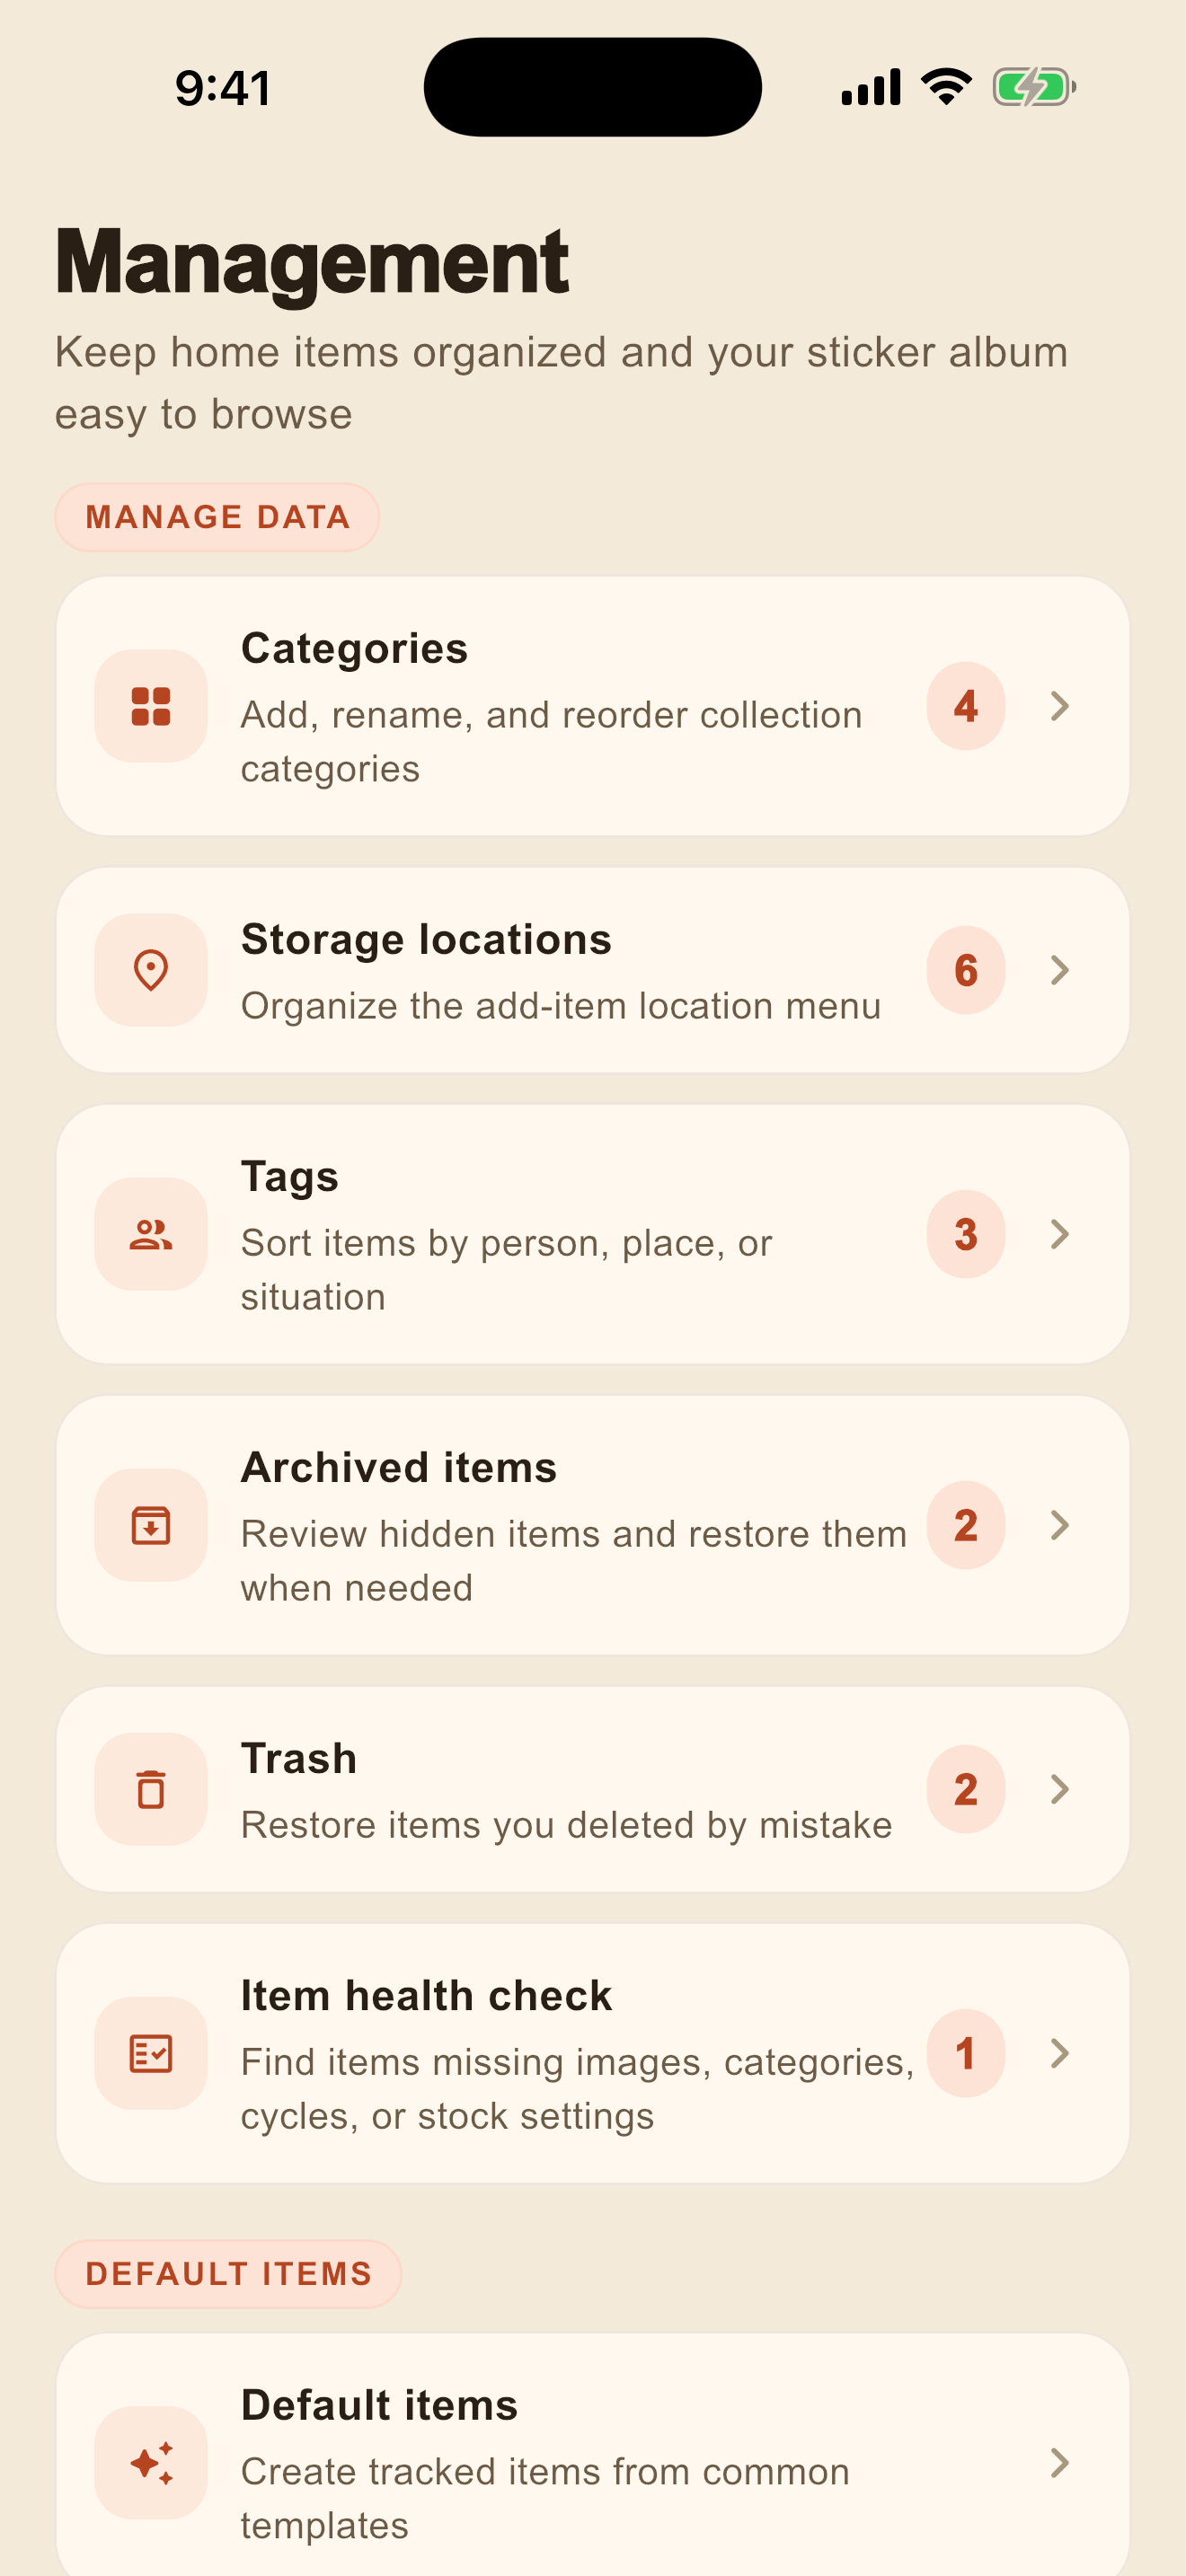 9:41
Management
Keep home items organized and your sticker album
easy to browse
MANAGE DATA
Categories
Add, rename, and reorder collection
categories
4
Storage locations
Organize the add-item location menu
6
Tags
Sort items by person, place, or
situation
3
Archived items
Review hidden items and restore them
when needed
2
Trash
Restore items you deleted by mistake
2
Item health check
Find items missing images, categories,
cycles, or stock settings
1
DEFAULT ITEMS
Default items
Create tracked items from common
templates